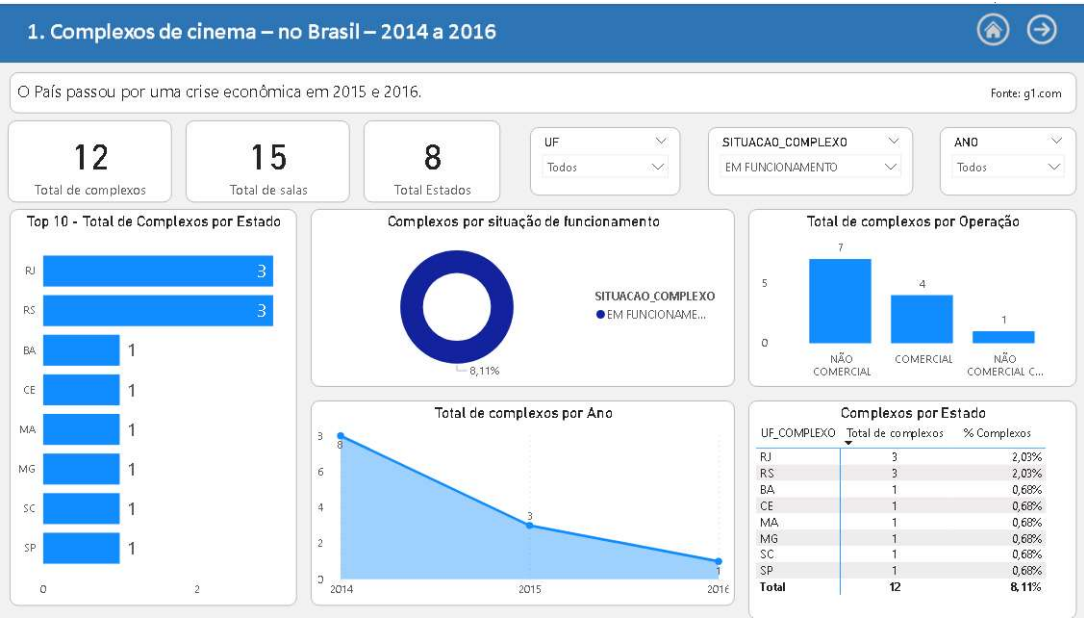 1. Complexos de cinema – no Brasil – 2014 a 2016
O País passou por uma crise econômica em 2015 e 2016.
Fonte: g1.com
12
Total de complexos
15
Total de salas
8
Total Estados
UF
Todos
SITUACAO_COMPLEXO
EM FUNCIONAMENTO
ANO
Todos
Top 10 - Total de Complexos por Estado
RJ 3
RS 3
BA 1
CE 1
MA 1
MG 1
SC 1
SP 1
0 2
Complexos por situação de funcionamento
SITUACAO_COMPLEXO
EM FUNCIONAME...
8,11%
Total de complexos por Operação
7
5
4
1
0
NÃO COMERCIAL NÃO
COMERCIAL COMERCIAL C...
Total de complexos por Ano
8
8
6
4
3
2
1
0
2014 2015 2016
Complexos por Estado
UF_COMPLEXO Total de complexos % Complexos
RJ 3 2,03%
RS 3 2,03%
BA 1 0,68%
CE 1 0,68%
MA 1 0,68%
MG 1 0,68%
SC 1 0,68%
SP 1 0,68%
Total 12 8,11%